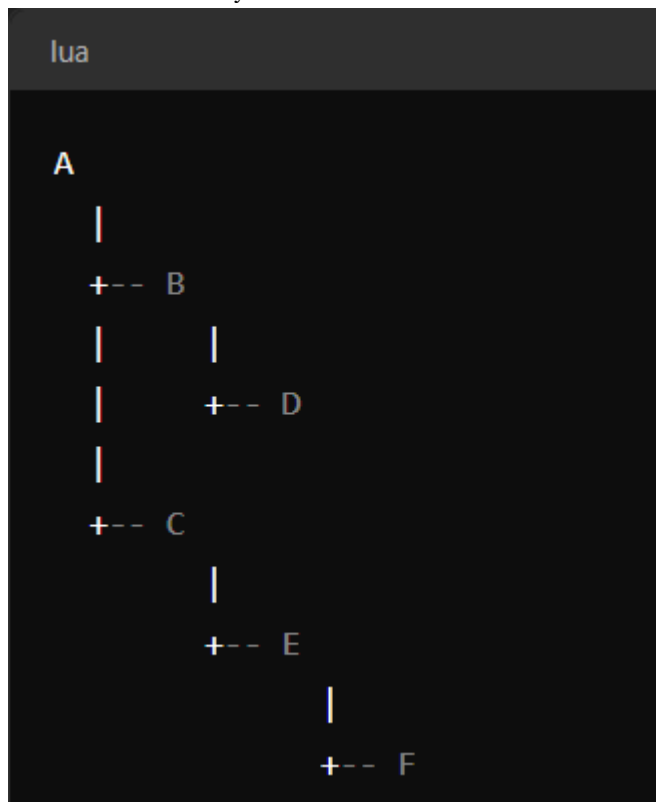 lua
A
|
+-- B
|     |
|     +-- D
|
+-- C
      |
      +-- E
            |
            +-- F